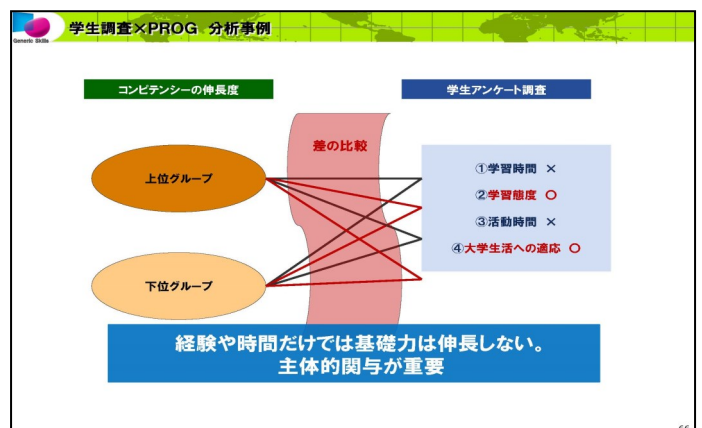 Generic Skills
学生調査×PROG 分析事例
コンピテンシーの伸長度
学生アンケート調査
差の比較
上位グループ
下位グループ
①学習時間 ×
②学習態度 〇
③活動時間 ×
④大学生活への適応 〇
経験や時間だけでは基礎力は伸長しない。
主体的関与が重要